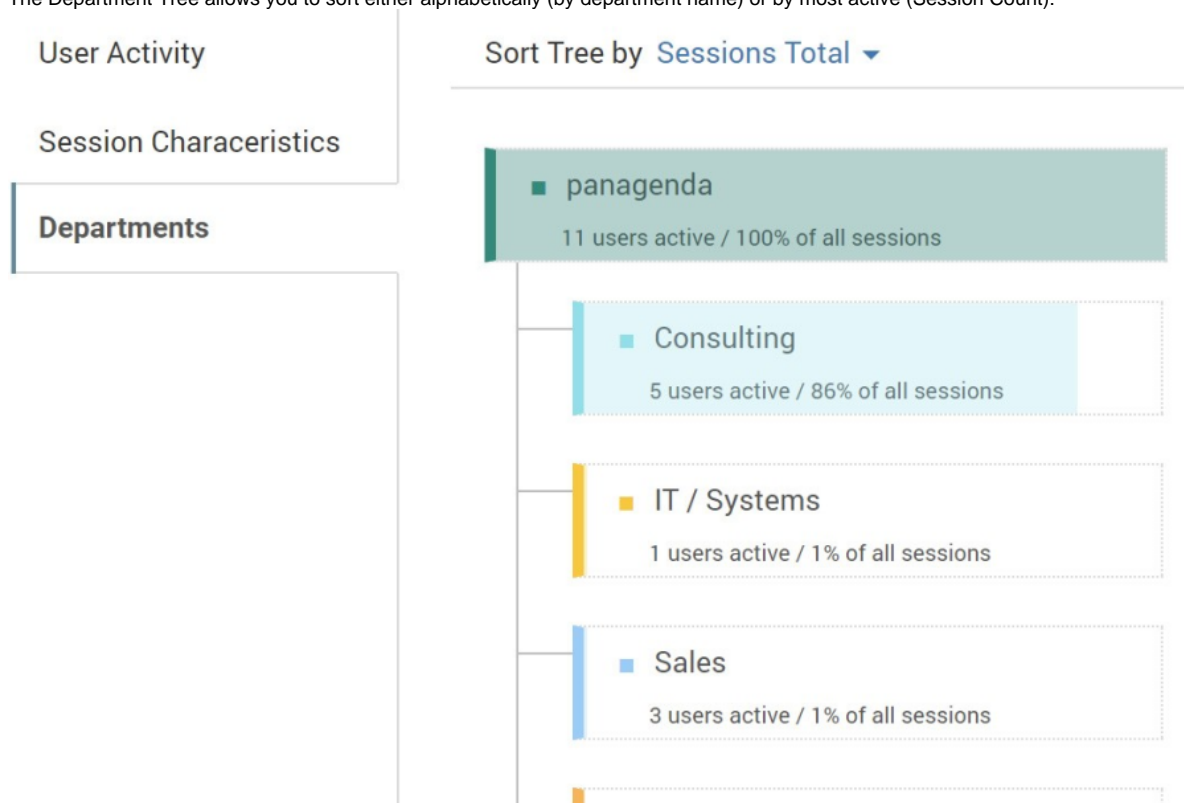 The Department Tree allows you to sort either alphabetically (by department name) or by most active (Session Count).
User Activity
Session Characeristics
Departments
Sort Tree by Sessions Total
panagenda
11 users active / 100% of all sessions
Consulting
5 users active / 86% of all sessions
IT / Systems
1 users active / 1% of all sessions
Sales
3 users active / 1% of all sessions